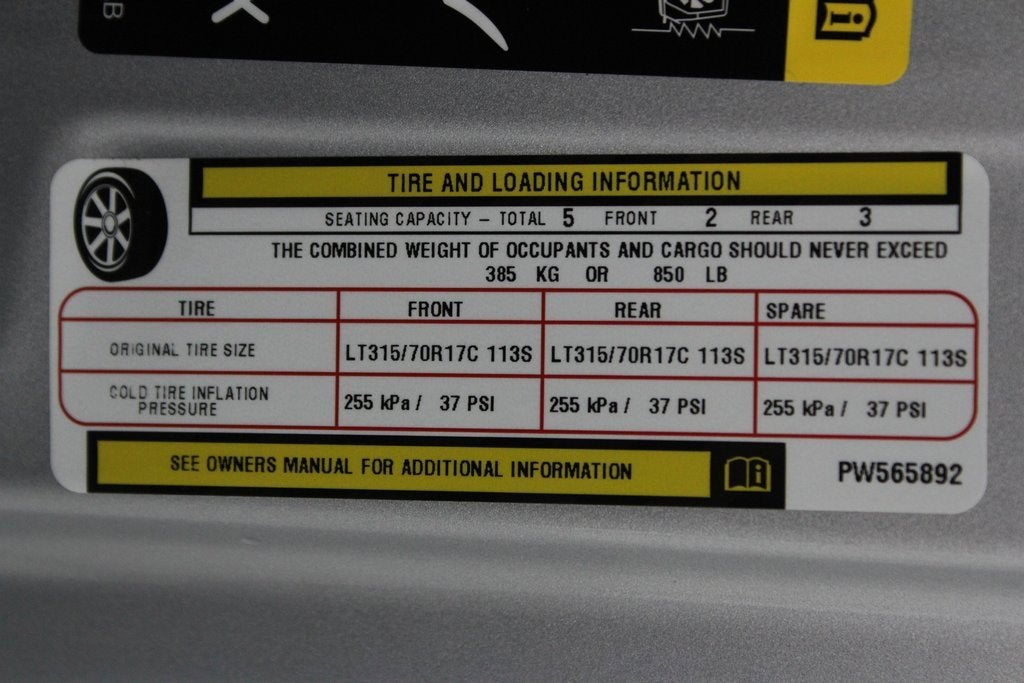 B
TIRE AND LOADING INFORMATION
SEATING CAPACITY – TOTAL 5 FRONT 2 REAR 3
THE COMBINED WEIGHT OF OCCUPANTS AND CARGO SHOULD NEVER EXCEED
385 KG OR 850 LB
TIRE FRONT REAR SPARE
ORIGINAL TIRE SIZE LT315/70R17C 113S LT315/70R17C 113S LT315/70R17C 113S
COLD TIRE INFLATION
PRESSURE 255 kPa / 37 PSI 255 kPa / 37 PSI 255 kPa / 37 PSI
SEE OWNERS MANUAL FOR ADDITIONAL INFORMATION
PW565892